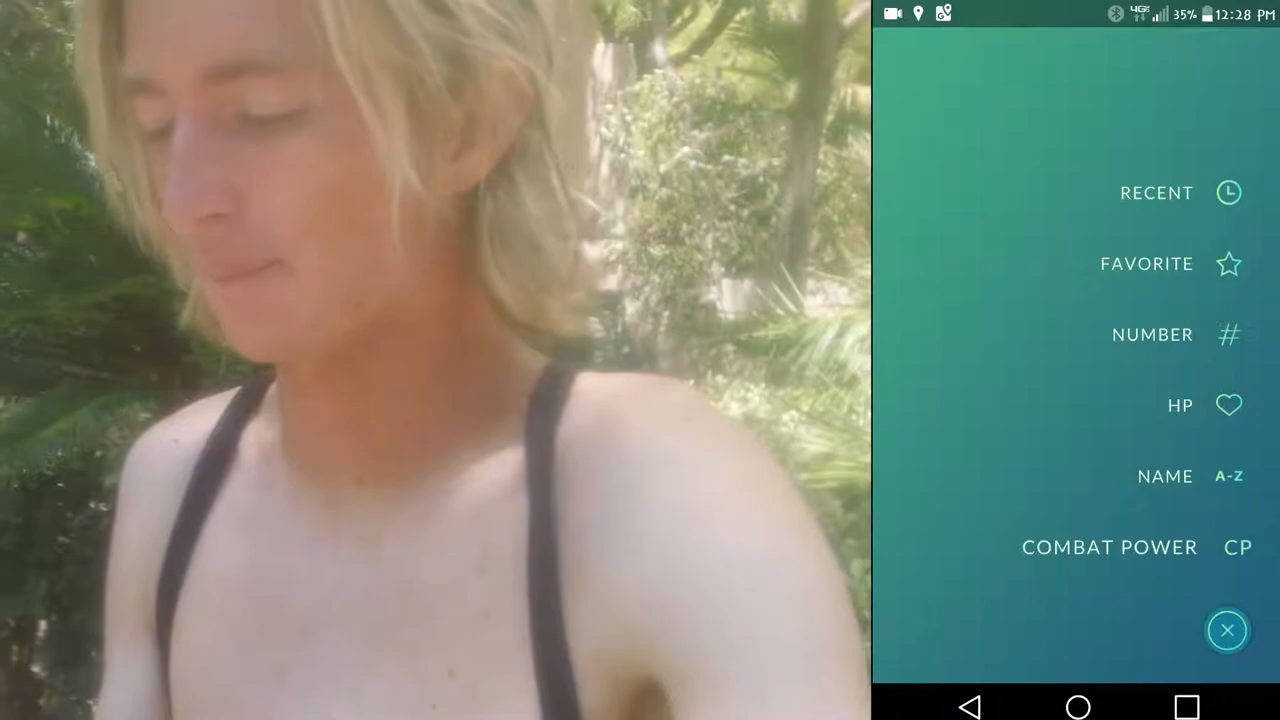 4G 35% 12:28 PM
RECENT
FAVORITE
NUMBER #
HP
NAME A-Z
COMBAT POWER CP